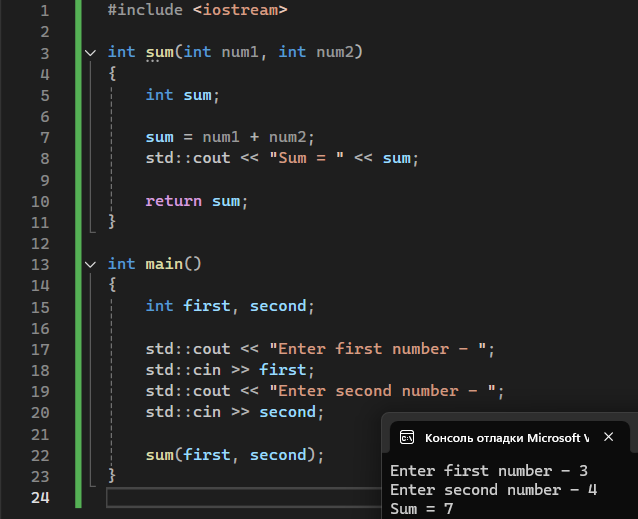 1 #include <iostream>
2
3 int sum(int num1, int num2)
4 {
5 int sum;
6
7 sum = num1 + num2;
8 std::cout << "Sum = " << sum;
9
10 return sum;
11 }
12
13 int main()
14 {
15 int first, second;
16
17 std::cout << "Enter first number - ";
18 std::cin >> first;
19 std::cout << "Enter second number - ";
20 std::cin >> second;
21
22 sum(first, second);
23 }
24
Консоль отладки Microsoft V
Enter first number - 3
Enter second number - 4
Sum = 7